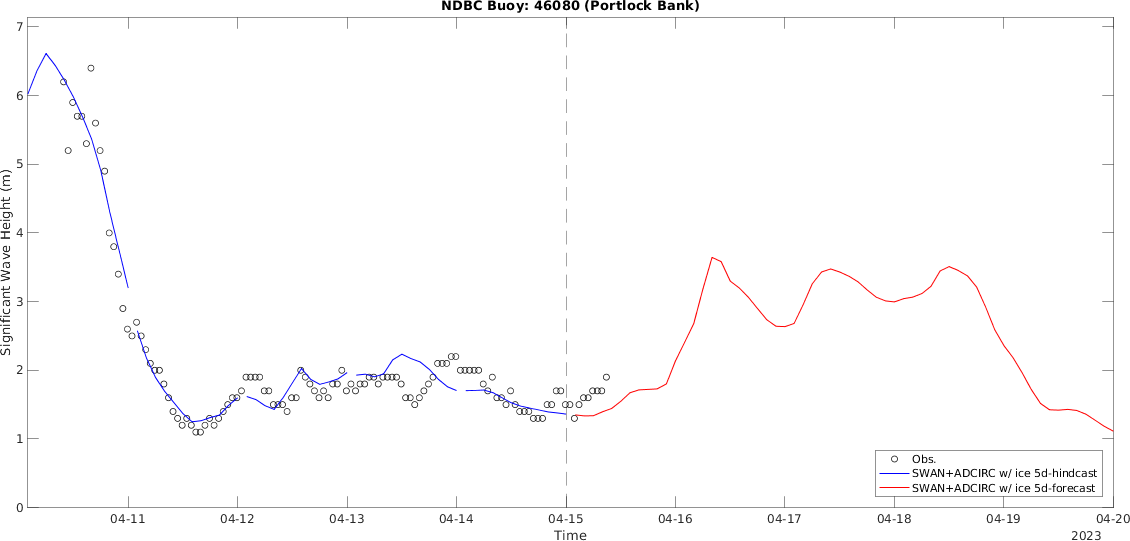 NDBC Buoy: 46080 (Portlock Bank)
Significant Wave Height (m)
7
6
5
4
3
2
1
0
Obs.
SWAN+ADCIRC w/ ice 5d-hindcast
SWAN+ADCIRC w/ ice 5d-forecast
04-11 04-12 04-13 04-14 04-15 04-16 04-17 04-18 04-19 04-20
Time 2023